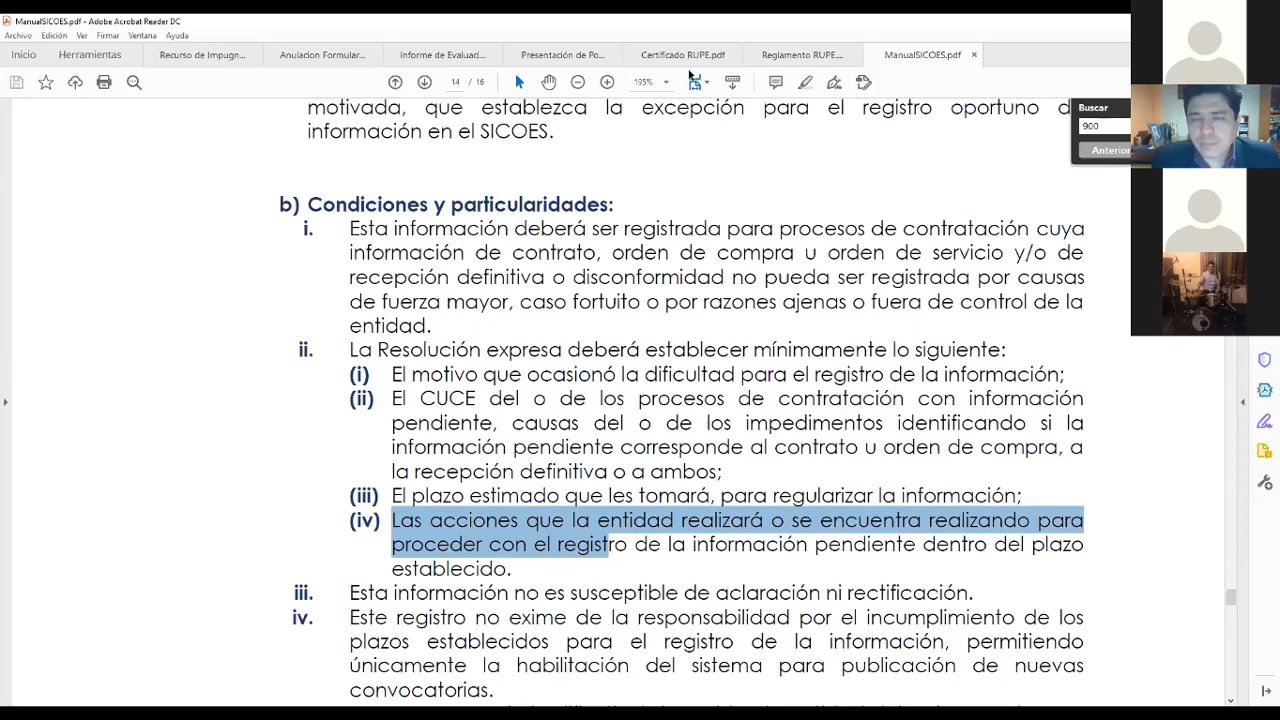 ManualSICOES.pdf - Adobe Acrobat Reader DC
Archivo Edición Ver Firmar Ventana Ayuda
Inicio Herramientas Recurso de Impugn... Anulacion Formular... Informe de Evaluad... Presentación de Po... Certificado RUPE.pdf Reglamento RUPE.... ManualSICOES.pdf ×
14 / 16 195%
motivada, que establezca la excepción para el registro oportuno d
información en el SICOES.
Buscar
900
Anterior
b) Condiciones y particularidades:
i. Esta información deberá ser registrada para procesos de contratación cuya
información de contrato, orden de compra u orden de servicio y/o de
recepción definitiva o disconformidad no pueda ser registrada por causas
de fuerza mayor, caso fortuito o por razones ajenas o fuera de control de la
entidad.
ii. La Resolución expresa deberá establecer mínimamente lo siguiente:
(i) El motivo que ocasionó la dificultad para el registro de la información;
(ii) El CUCE del o de los procesos de contratación con información
pendiente, causas del o de los impedimentos identificando si la
información pendiente corresponde al contrato u orden de compra, a
la recepción definitiva o a ambos;
(iii) El plazo estimado que les tomará, para regularizar la información;
(iv) Las acciones que la entidad realizará o se encuentra realizando para
proceder con el registro de la información pendiente dentro del plazo
establecido.
iii. Esta información no es susceptible de aclaración ni rectificación.
iv. Este registro no exime de la responsabilidad por el incumplimiento de los
plazos establecidos para el registro de la información, permitiendo
únicamente la habilitación del sistema para publicación de nuevas
convocatorias.